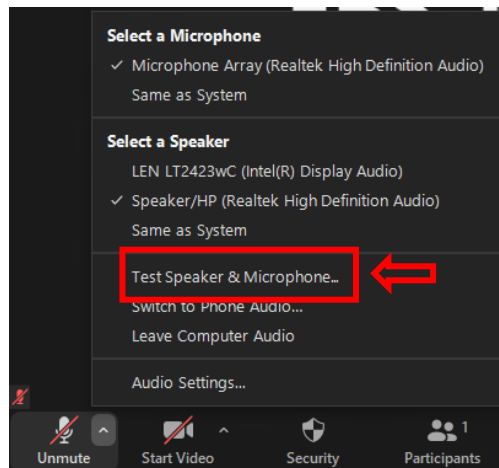 Select a Microphone
✓ Microphone Array (Realtek High Definition Audio)
Same as System
Select a Speaker
LEN LT2423wC (Intel(R) Display Audio)
✓ Speaker/HP (Realtek High Definition Audio)
Same as System
Test Speaker & Microphone...
Switch to Phone Audio...
Leave Computer Audio
Audio Settings...
1
Unmute Start Video Security Participants